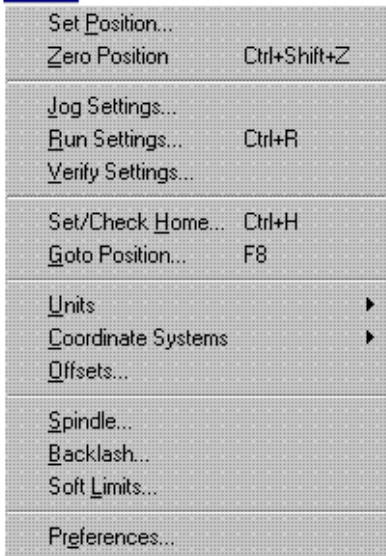 Set Position...
Zero Position Ctrl+Shift+Z
Jog Settings...
Run Settings... Ctrl+R
Verify Settings...
Set/Check Home... Ctrl+H
Goto Position... F8
Units
Coordinate Systems
Offsets...
Spindle...
Backlash...
Soft Limits...
Preferences...